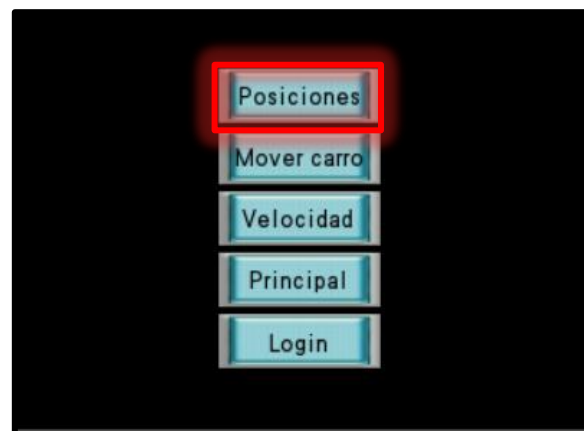 Posiciones
Mover carro
Velocidad
Principal
Login